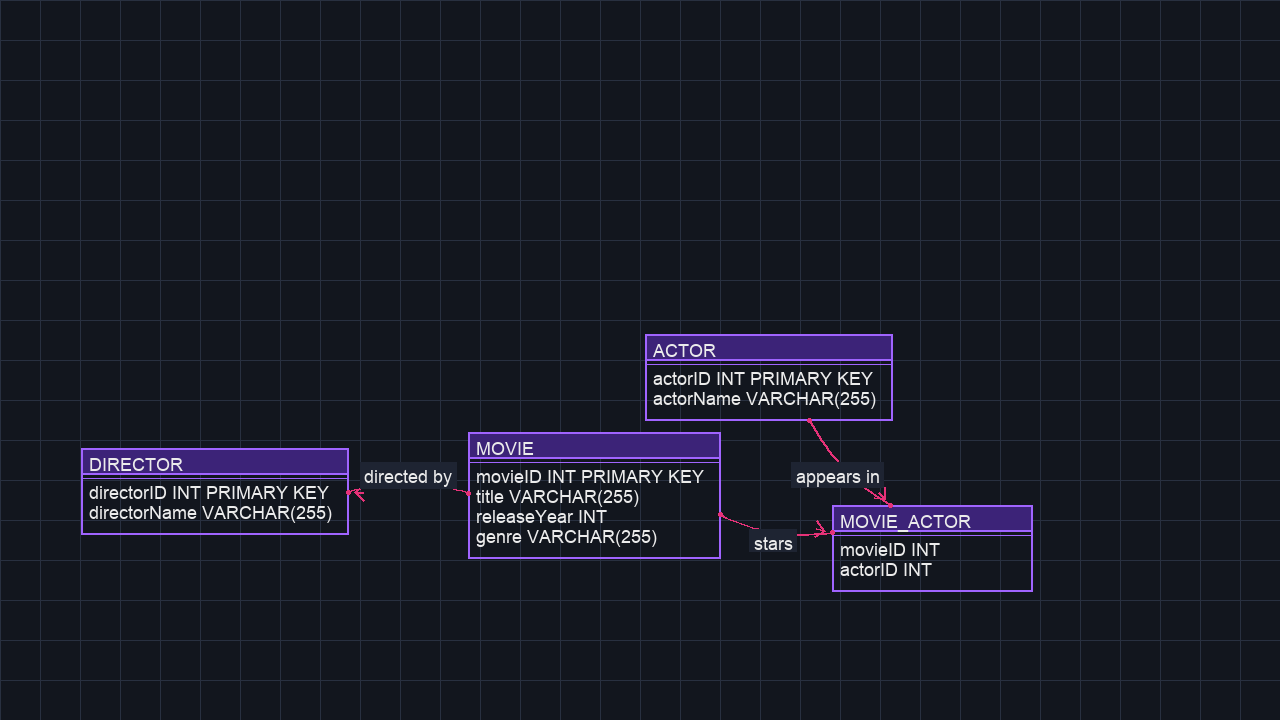 ACTOR
actorID INT PRIMARY KEY
actorName VARCHAR(255)
DIRECTOR
directorID INT PRIMARY KEY
directorName VARCHAR(255)
directed by
MOVIE
movieID INT PRIMARY KEY
title VARCHAR(255)
releaseYear INT
genre VARCHAR(255)
appears in
stars
MOVIE_ACTOR
movieID INT
actorID INT